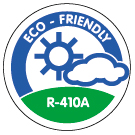 ECO - FRIENDLY
R-410A